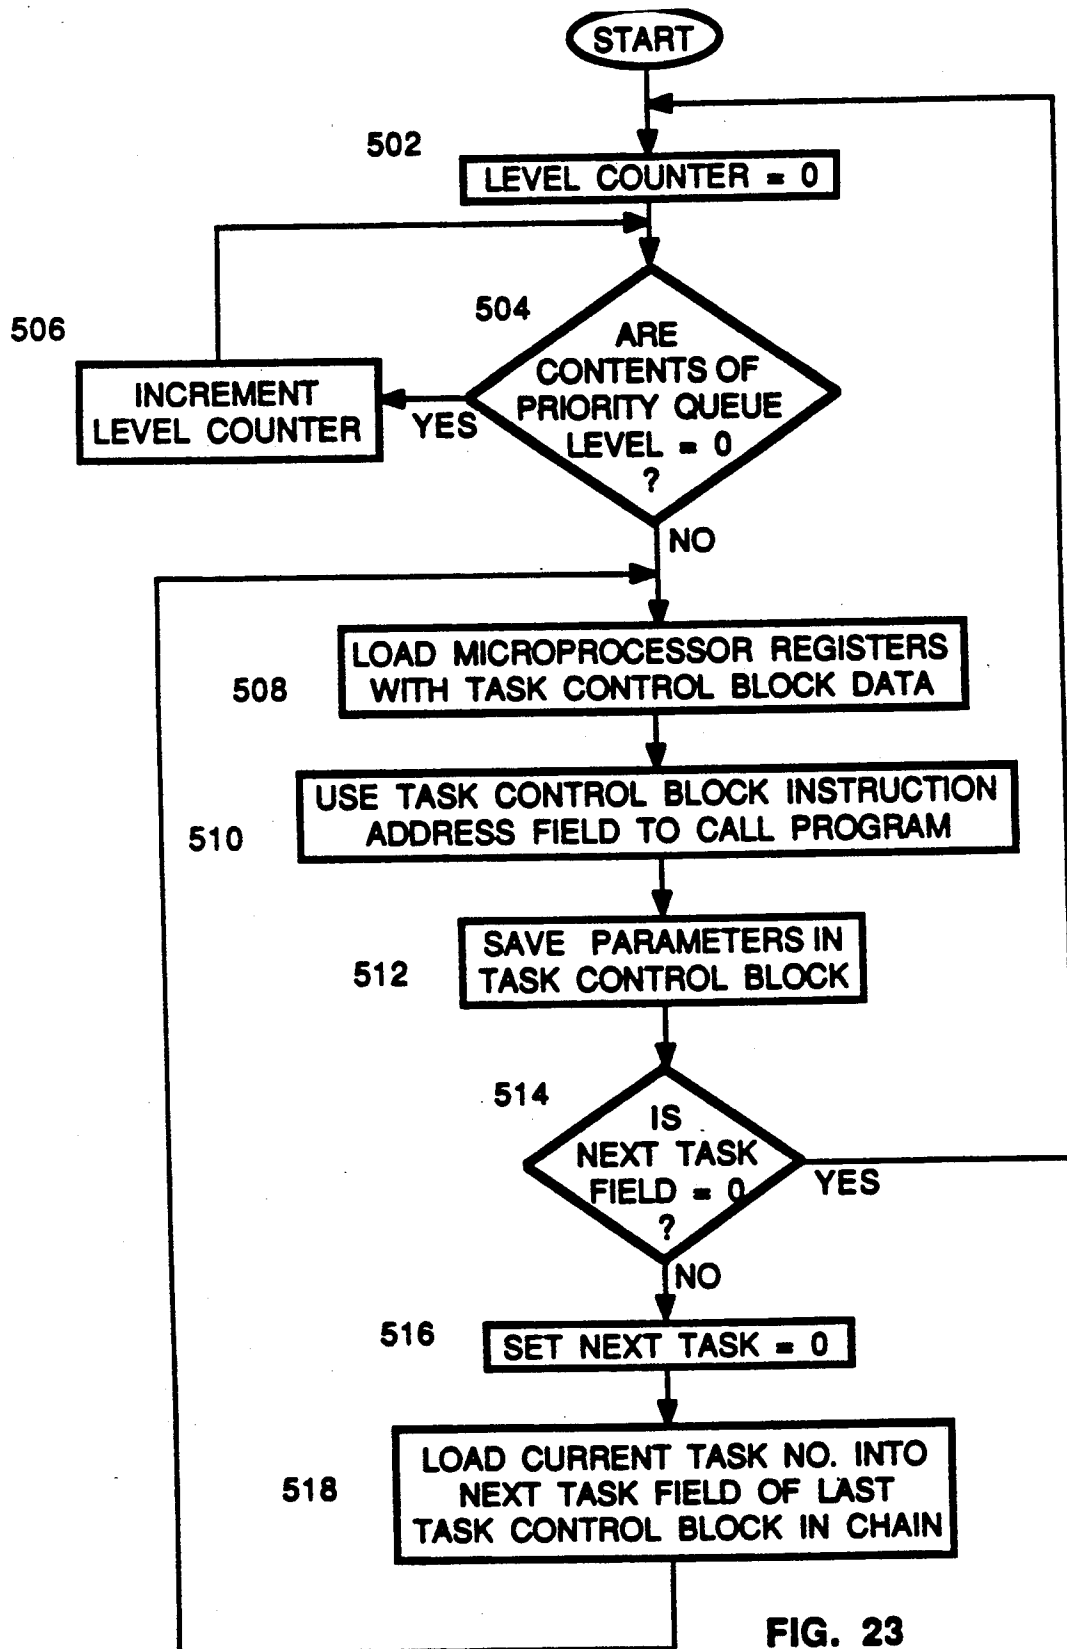 START
502
LEVEL COUNTER = 0
504
506
ARE
CONTENTS OF
PRIORITY QUEUE
LEVEL = 0
?
INCREMENT
LEVEL COUNTER
YES
NO
LOAD MICROPROCESSOR REGISTERS
WITH TASK CONTROL BLOCK DATA
508
USE TASK CONTROL BLOCK INSTRUCTION
ADDRESS FIELD TO CALL PROGRAM
510
SAVE PARAMETERS IN
TASK CONTROL BLOCK
512
514
IS
NEXT TASK
FIELD = 0
?
YES
NO
516
SET NEXT TASK = 0
LOAD CURRENT TASK NO. INTO
NEXT TASK FIELD OF LAST
TASK CONTROL BLOCK IN CHAIN
518
FIG. 23